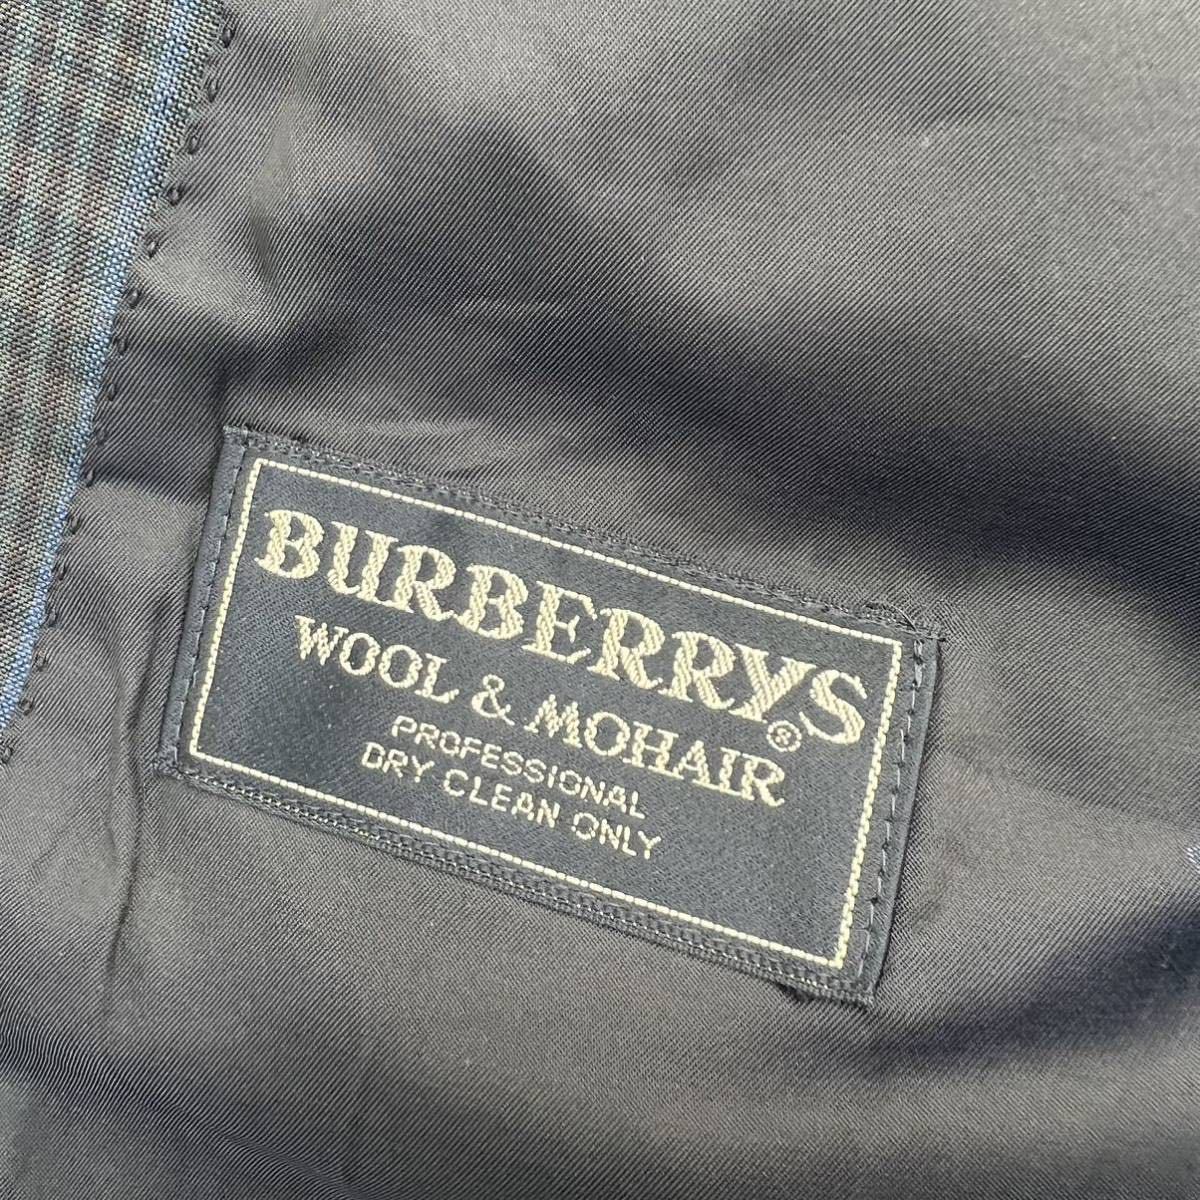 BURBERRYS®
WOOL & MOHAIR
PROFESSIONAL
DRY CLEAN ONLY